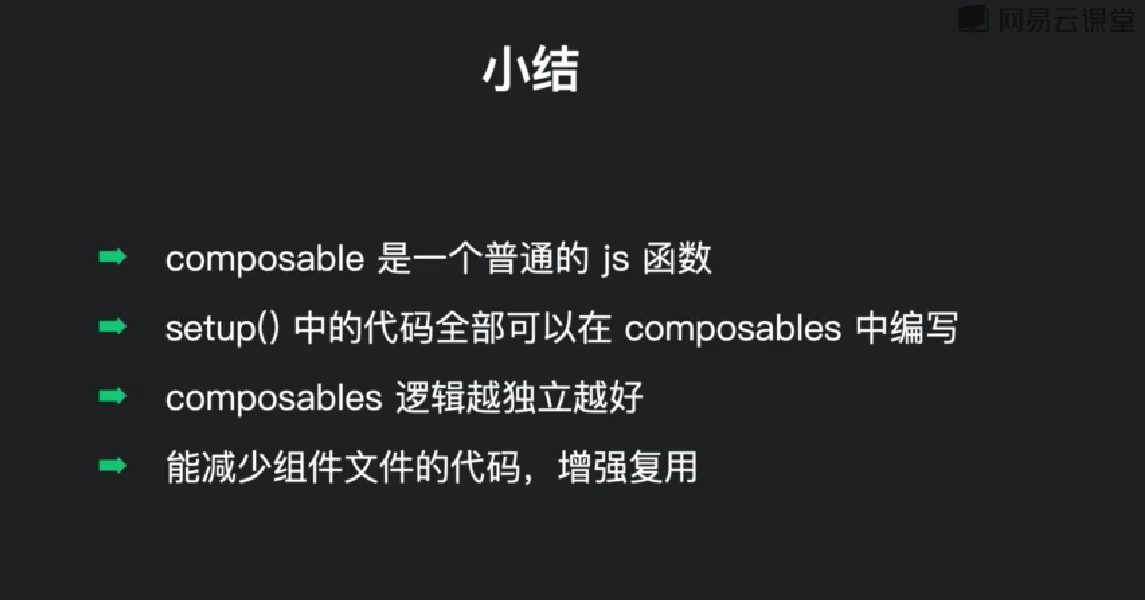 网易云课堂
小结
composable 是一个普通的 js 函数
setup() 中的代码全部可以在 composables 中编写
composables 逻辑越独立越好
能减少组件文件的代码，增强复用